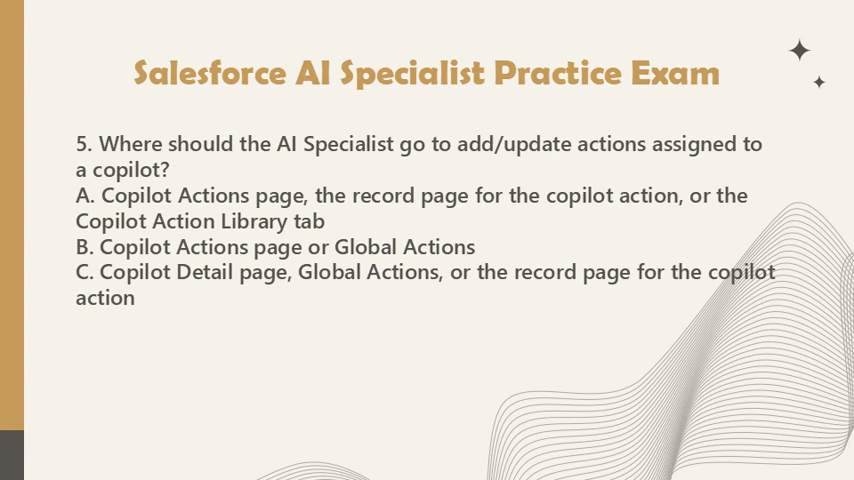 Salesforce AI Specialist Practice Exam
5. Where should the AI Specialist go to add/update actions assigned to
a copilot?
A. Copilot Actions page, the record page for the copilot action, or the
Copilot Action Library tab
B. Copilot Actions page or Global Actions
C. Copilot Detail page, Global Actions, or the record page for the copilot
action